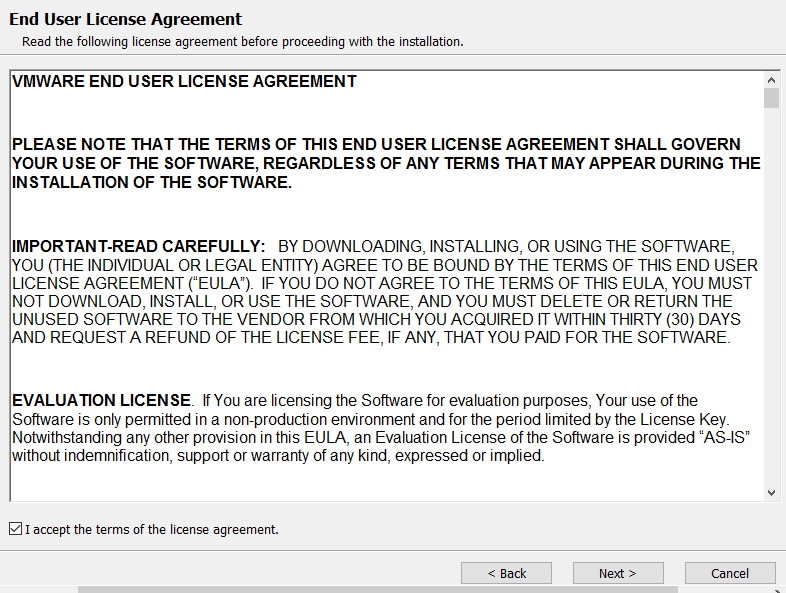 End User License Agreement
Read the following license agreement before proceeding with the installation.
VMWARE END USER LICENSE AGREEMENT
PLEASE NOTE THAT THE TERMS OF THIS END USER LICENSE AGREEMENT SHALL GOVERN
YOUR USE OF THE SOFTWARE, REGARDLESS OF ANY TERMS THAT MAY APPEAR DURING THE
INSTALLATION OF THE SOFTWARE.
IMPORTANT-READ CAREFULLY:   BY DOWNLOADING, INSTALLING, OR USING THE SOFTWARE,
YOU (THE INDIVIDUAL OR LEGAL ENTITY) AGREE TO BE BOUND BY THE TERMS OF THIS END USER
LICENSE AGREEMENT (“EULA”).  IF YOU DO NOT AGREE TO THE TERMS OF THIS EULA, YOU MUST
NOT DOWNLOAD, INSTALL, OR USE THE SOFTWARE, AND YOU MUST DELETE OR RETURN THE
UNUSED SOFTWARE TO THE VENDOR FROM WHICH YOU ACQUIRED IT WITHIN THIRTY (30) DAYS
AND REQUEST A REFUND OF THE LICENSE FEE, IF ANY, THAT YOU PAID FOR THE SOFTWARE.
EVALUATION LICENSE.  If You are licensing the Software for evaluation purposes, Your use of the
Software is only permitted in a non-production environment and for the period limited by the License Key.
Notwithstanding any other provision in this EULA, an Evaluation License of the Software is provided “AS-IS”
without indemnification, support or warranty of any kind, expressed or implied.
I accept the terms of the license agreement.
< Back
Next >
Cancel